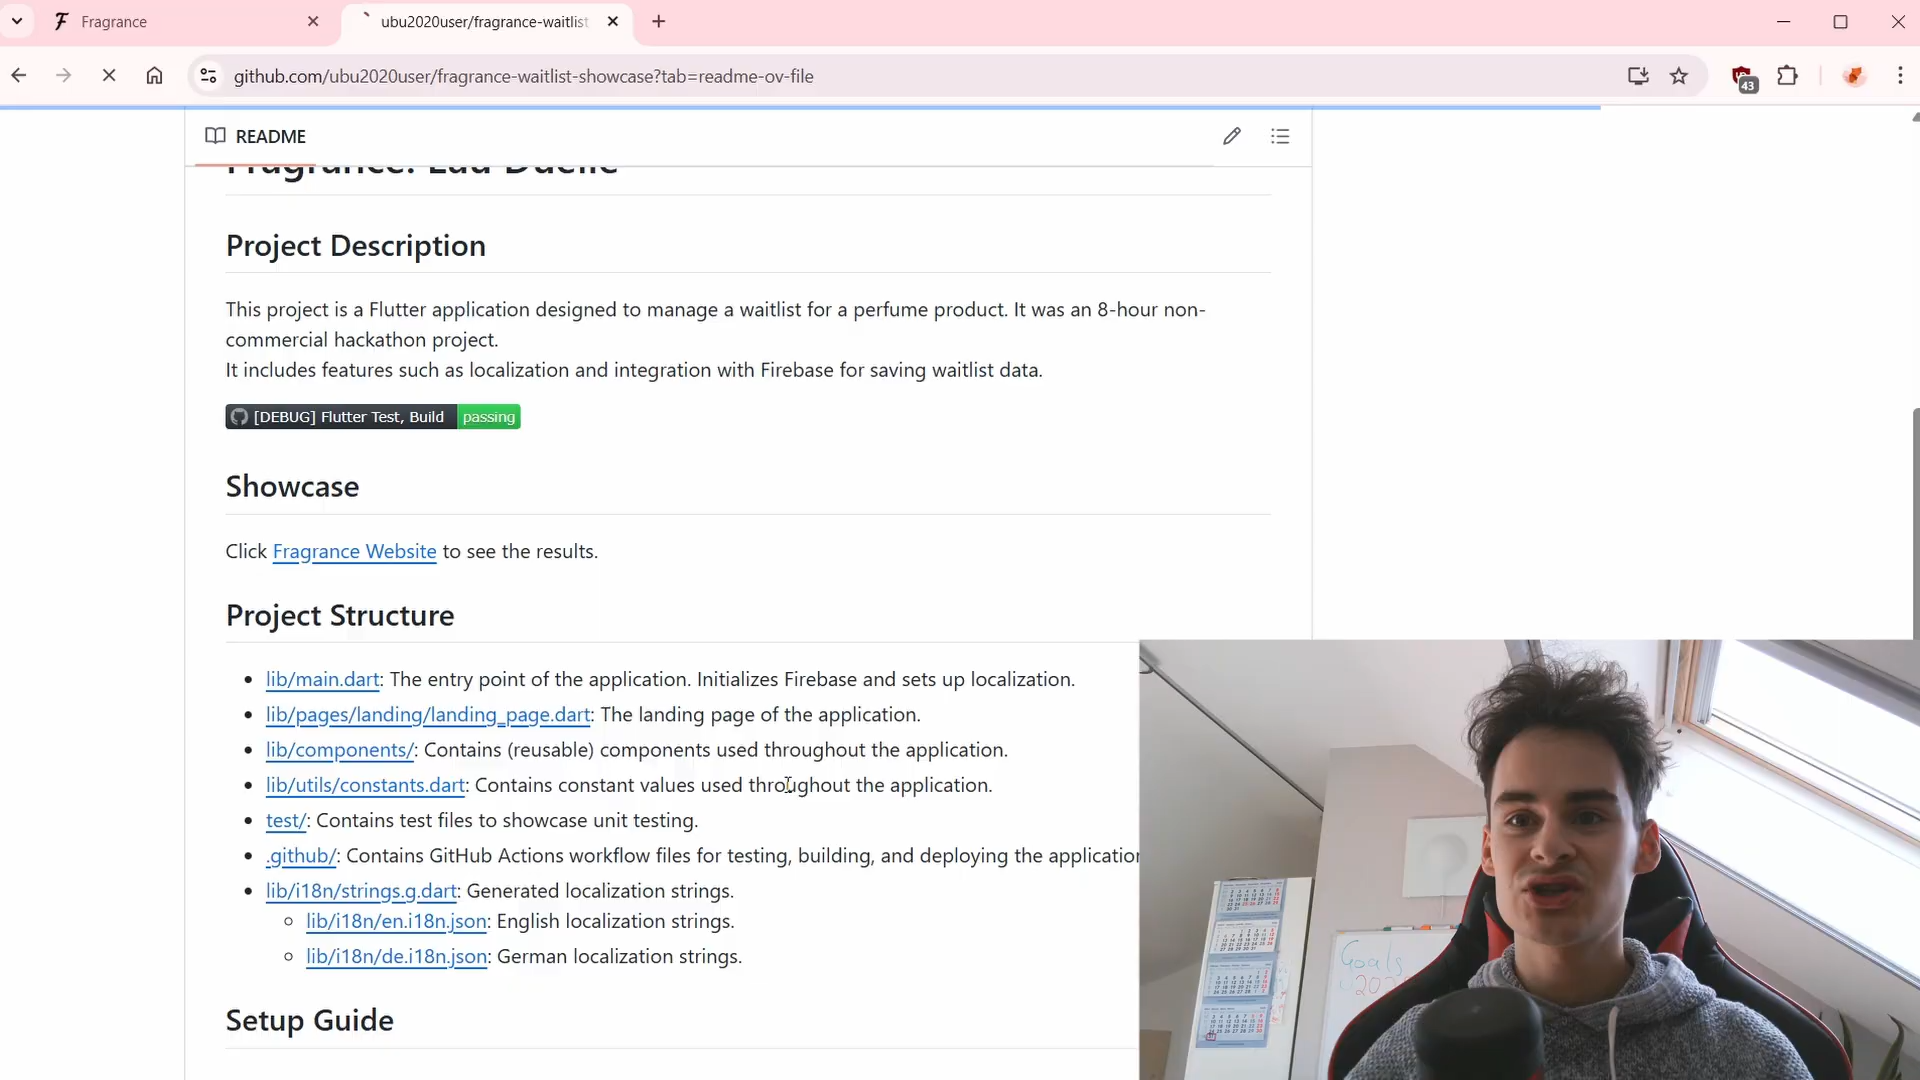 Fragrance
ubu2020user/fragrance-waitlist
github.com/ubu2020user/fragrance-waitlist-showcase?tab=readme-ov-file
43
README
Fragrance: Eau Duelle
Project Description
This project is a Flutter application designed to manage a waitlist for a perfume product. It was an 8-hour non-
commercial hackathon project.
It includes features such as localization and integration with Firebase for saving waitlist data.
[DEBUG] Flutter Test, Build passing
Showcase
Click Fragrance Website to see the results.
Project Structure
lib/main.dart: The entry point of the application. Initializes Firebase and sets up localization.
lib/pages/landing/landing_page.dart: The landing page of the application.
lib/components/: Contains (reusable) components used throughout the application.
lib/utils/constants.dart: Contains constant values used throughout the application.
test/: Contains test files to showcase unit testing.
.github/: Contains GitHub Actions workflow files for testing, building, and deploying the application
lib/i18n/strings.g.dart: Generated localization strings.
lib/i18n/en.i18n.json: English localization strings.
lib/i18n/de.i18n.json: German localization strings.
Setup Guide
Goals